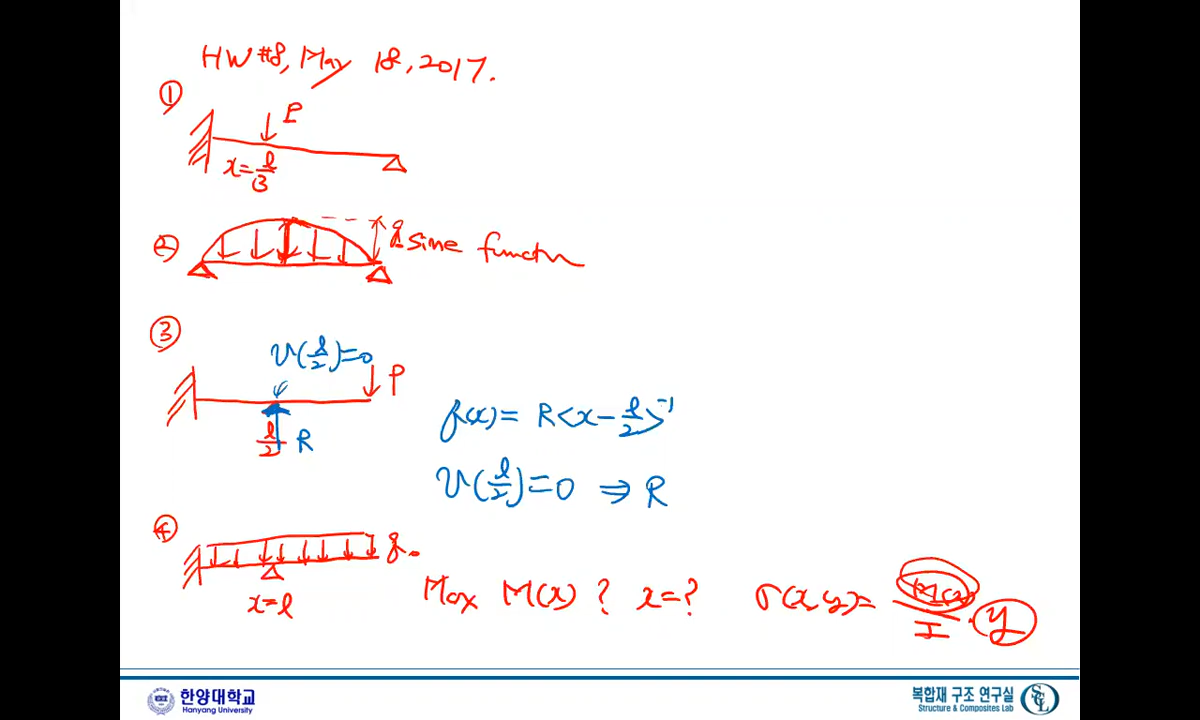 HW #8, May 18, 2017.
①
P
x = l/3
②
sine function
③
v(l/2)=0
P
l/2
R
f(x) = R<x - l/2>⁻¹
v(l/2)=0 ⇒ R
④
q₀
x=l
Max M(x) ? x=? σ(x,y)= M(x)/I · y
한양대학교
Hanyang University
복합재 구조 연구실
Structure & Composites Lab
SCL